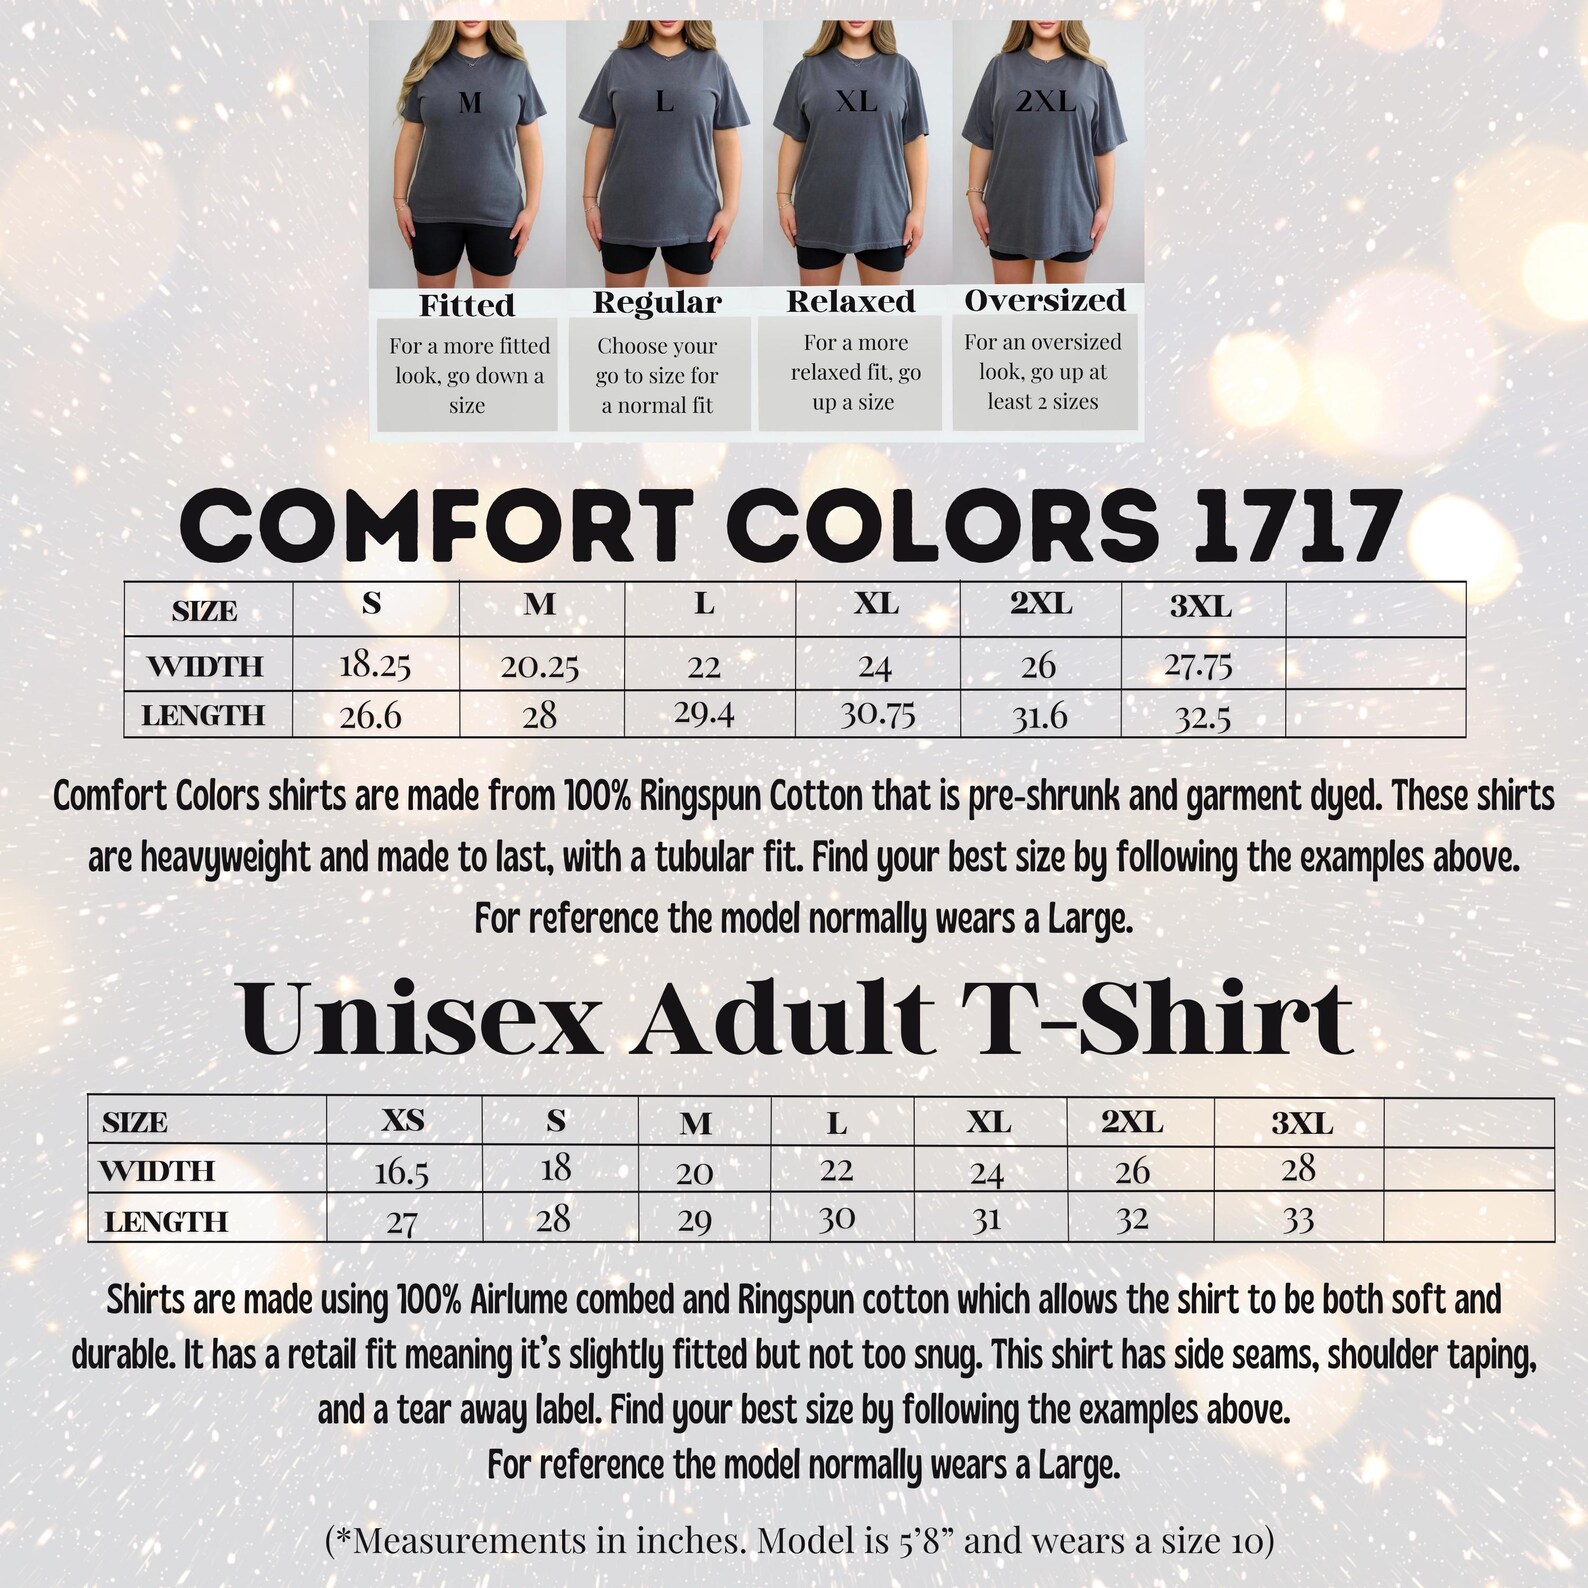 M L XL 2XL
Fitted Regular Relaxed Oversized
For a more fitted
look, go down a
size
Choose your
go to size for
a normal fit
For a more
relaxed fit, go
up a size
For an oversized
look, go up at
least 2 sizes
COMFORT COLORS 1717
SIZE S M L XL 2XL 3XL
WIDTH 18.25 20.25 22 24 26 27.75
LENGTH 26.6 28 29.4 30.75 31.6 32.5
Comfort Colors shirts are made from 100% Ringspun Cotton that is pre-shrunk and garment dyed. These shirts
are heavyweight and made to last, with a tubular fit. Find your best size by following the examples above.
For reference the model normally wears a Large.
Unisex Adult T-Shirt
SIZE XS S M L XL 2XL 3XL
WIDTH 16.5 18 20 22 24 26 28
LENGTH 27 28 29 30 31 32 33
Shirts are made using 100% Airlume combed and Ringspun cotton which allows the shirt to be both soft and
durable. It has a retail fit meaning it’s slightly fitted but not too snug. This shirt has side seams, shoulder taping,
and a tear away label. Find your best size by following the examples above.
For reference the model normally wears a Large.
(*Measurements in inches. Model is 5’8” and wears a size 10)